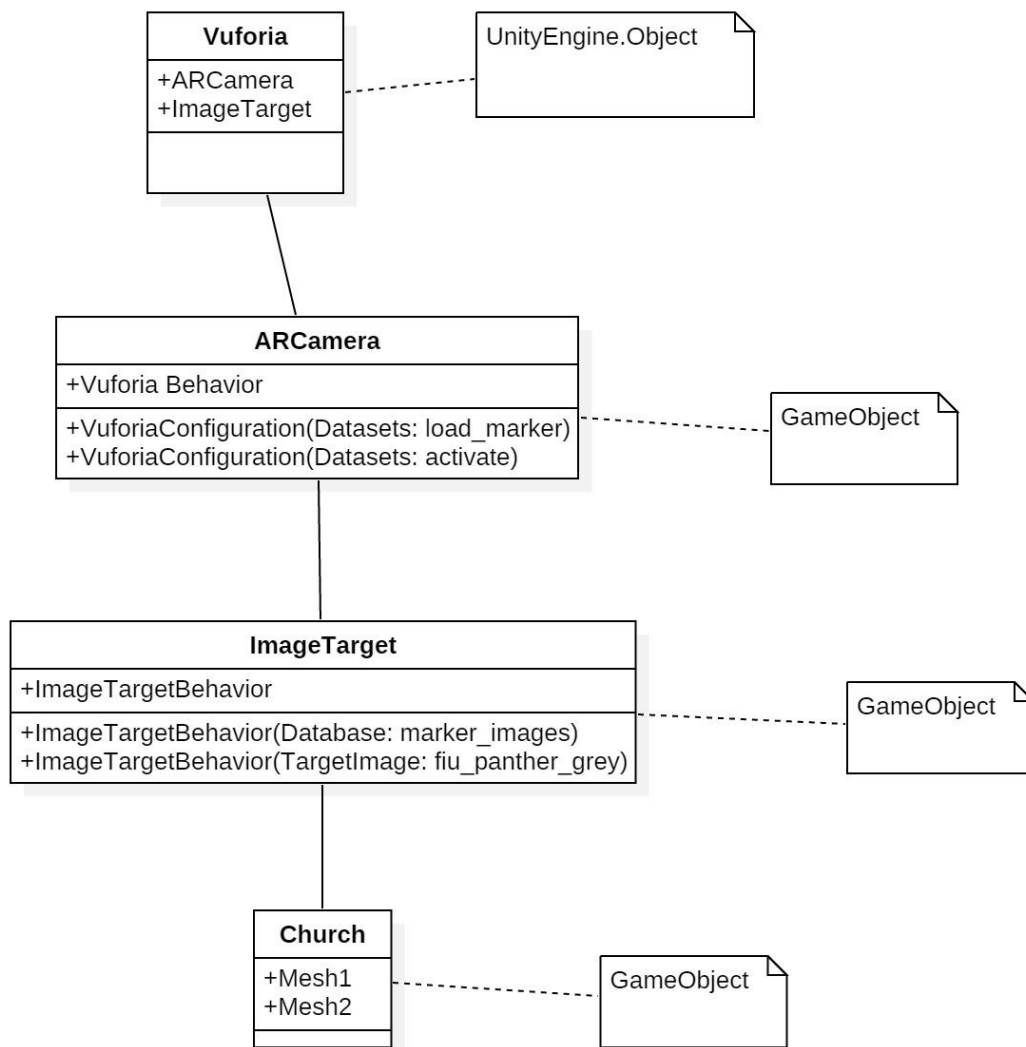 Vuforia
+ARCamera
+ImageTarget
UnityEngine.Object
ARCamera
+Vuforia Behavior
+VuforiaConfiguration(Datasets: load_marker)
+VuforiaConfiguration(Datasets: activate)
GameObject
ImageTarget
+ImageTargetBehavior
+ImageTargetBehavior(Database: marker_images)
+ImageTargetBehavior(TargetImage: fiu_panther_grey)
GameObject
Church
+Mesh1
+Mesh2
GameObject